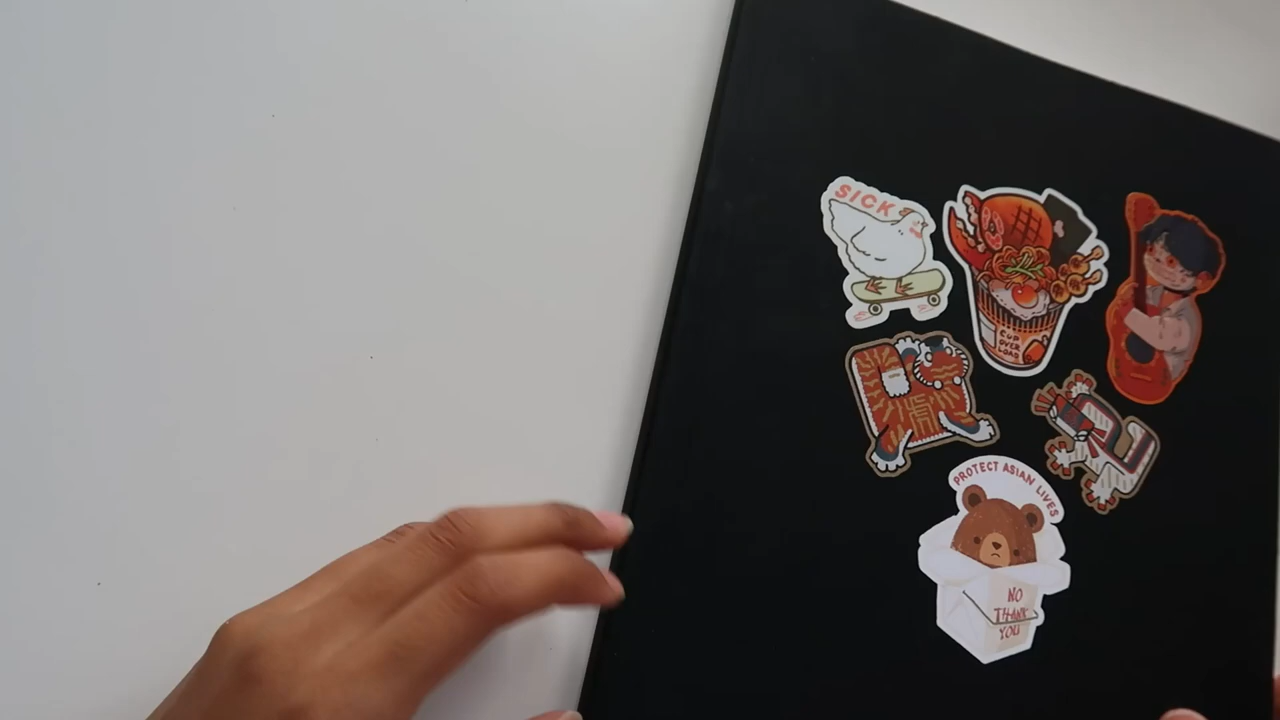 SICK
CUP
OVER
LOAD
PROTECT ASIAN LIVES
NO
THANK
YOU